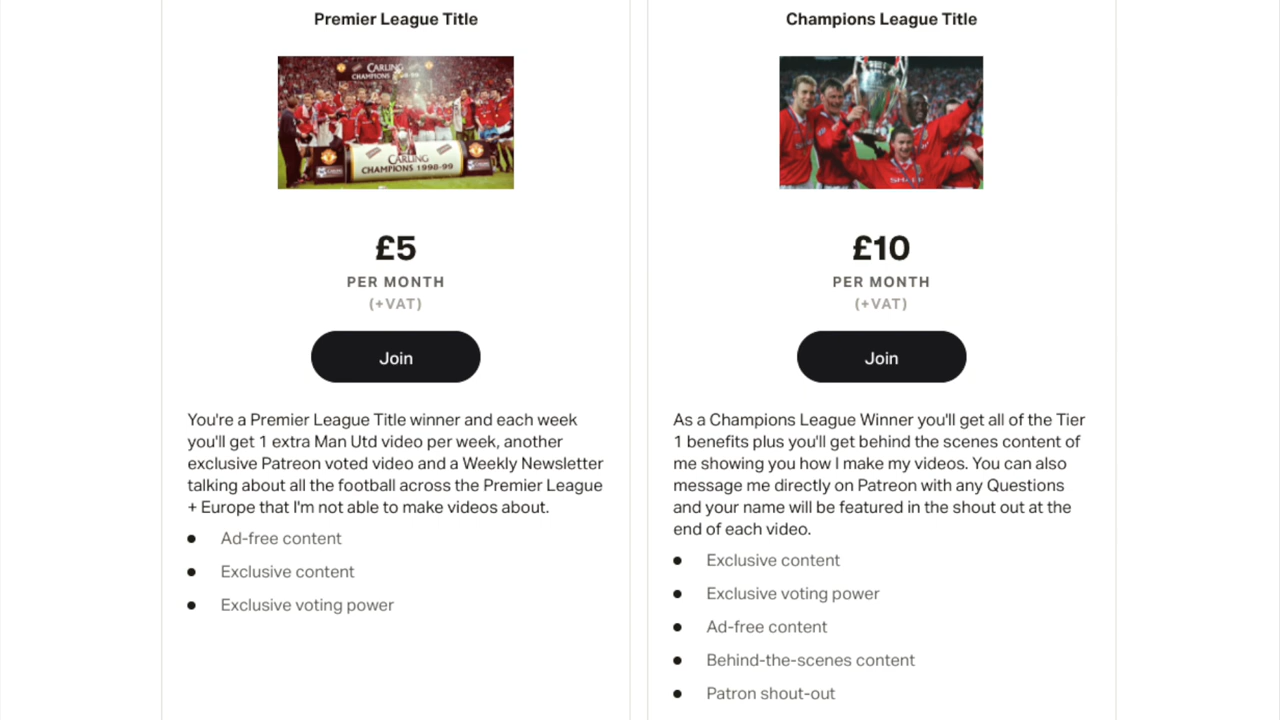 Premier League Title
CARLING
CHAMPIONS 1998-99
CARLING
CHAMPIONS 1998-99
£5
PER MONTH
(+VAT)
Join
You're a Premier League Title winner and each week
you'll get 1 extra Man Utd video per week, another
exclusive Patreon voted video and a Weekly Newsletter
talking about all the football across the Premier League
+ Europe that I'm not able to make videos about.
Ad-free content
Exclusive content
Exclusive voting power
Champions League Title
SHARP
£10
PER MONTH
(+VAT)
Join
As a Champions League Winner you'll get all of the Tier
1 benefits plus you'll get behind the scenes content of
me showing you how I make my videos. You can also
message me directly on Patreon with any Questions
and your name will be featured in the shout out at the
end of each video.
Exclusive content
Exclusive voting power
Ad-free content
Behind-the-scenes content
Patron shout-out